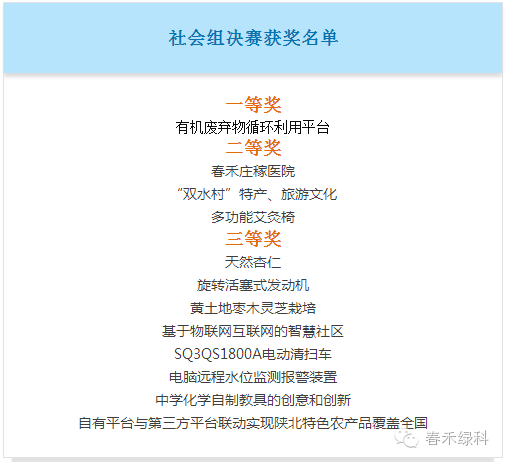 社会组决赛获奖名单
一等奖
有机废弃物循环利用平台
二等奖
春禾庄稼医院
“双水村”特产、旅游文化
多功能艾灸椅
三等奖
天然杏仁
旋转活塞式发动机
黄土地枣木灵芝栽培
基于物联网互联网的智慧社区
SQ3QS1800A电动清扫车
电脑远程水位监测报警装置
中学化学自制教具的创意和创新
自有平台与第三方平台联动实现陕北特色农产品覆盖全国
春禾绿科